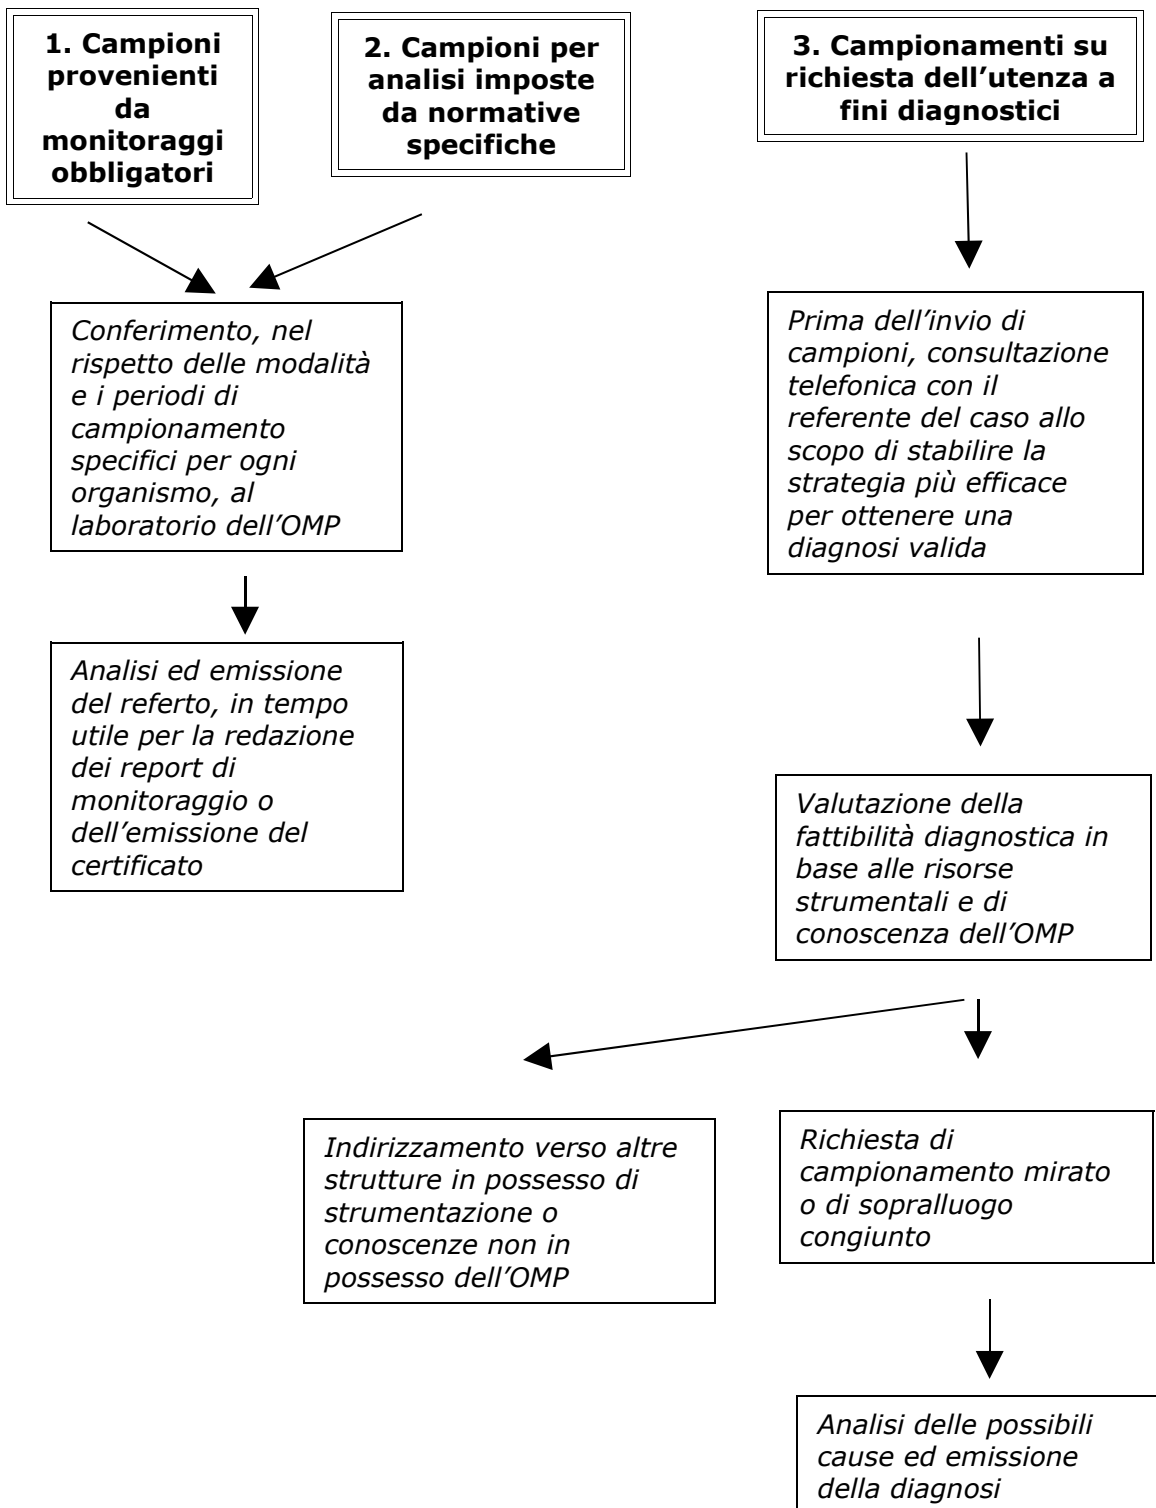 1. Campioni
provenienti
da
monitoraggi
obbligatori
2. Campioni per
analisi imposte
da normative
specifiche
3. Campionamenti su
richiesta dell’utenza a
fini diagnostici
Conferimento, nel
rispetto delle modalità
e i periodi di
campionamento
specifici per ogni
organismo, al
laboratorio dell’OMP
Prima dell’invio di
campioni, consultazione
telefonica con il
referente del caso allo
scopo di stabilire la
strategia più efficace
per ottenere una
diagnosi valida
Analisi ed emissione
del referto, in tempo
utile per la redazione
dei report di
monitoraggio o
dell’emissione del
certificato
Valutazione della
fattibilità diagnostica in
base alle risorse
strumentali e di
conoscenza dell’OMP
Indirizzamento verso altre
strutture in possesso di
strumentazione o
conoscenze non in
possesso dell’OMP
Richiesta di
campionamento mirato
o di sopralluogo
congiunto
Analisi delle possibili
cause ed emissione
della diagnosi